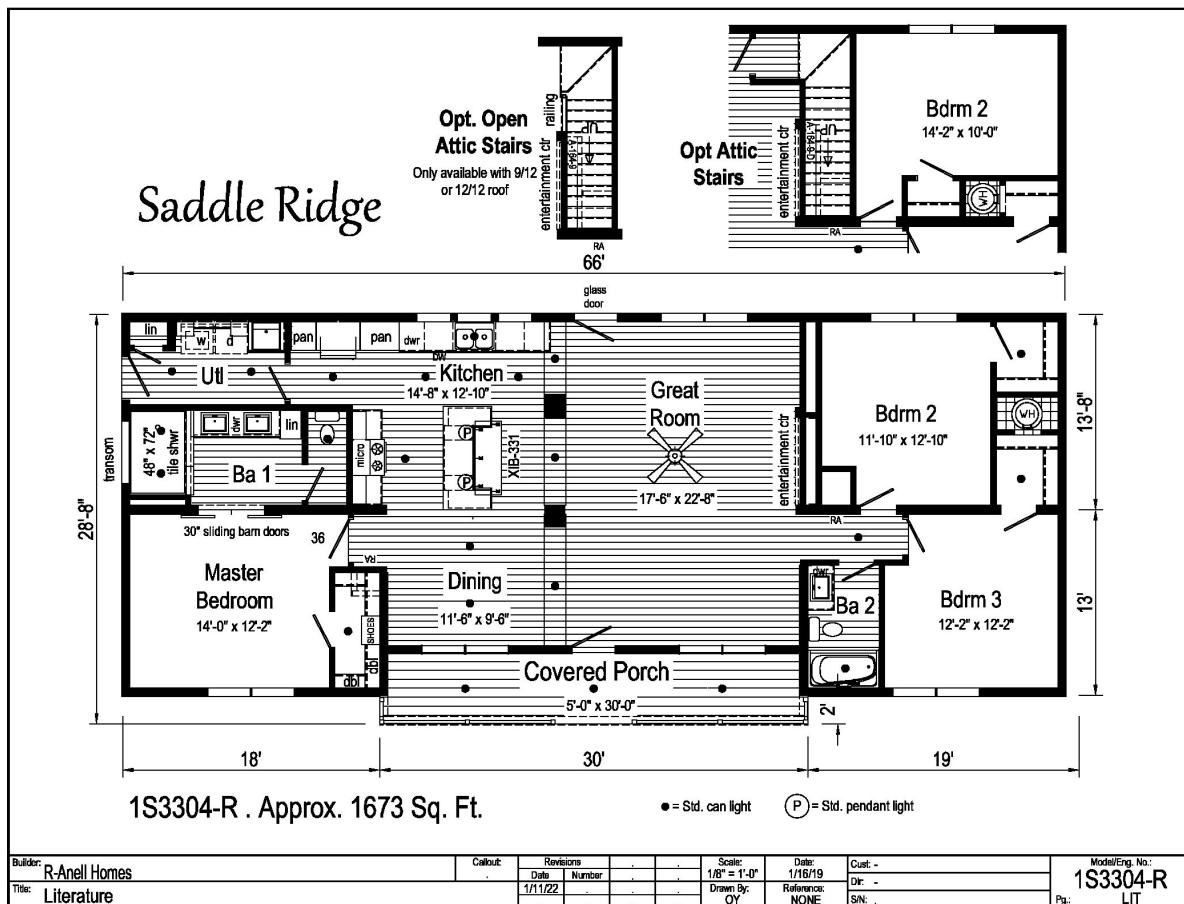 Saddle Ridge
Opt. Open
Attic Stairs
Only available with 9/12
or 12/12 roof
railing
entertainment ctr
UP
RA
Opt Attic
Stairs
entertainment ctr
UP
RA
Bdrm 2
14'-2" x 10'-0"
WH
66'
glass
door
lin
w
d
Utl
pan
pan
dwr
DW
Kitchen
14'-8" x 12'-10"
Great
Room
17'-6" x 22'-8"
entertainment ctr
Bdrm 2
11'-10" x 12'-10"
WH
13'-8"
28'-8"
transom
48" x 72"
tile shwr
dwr
lin
Ba 1
micro
P
P
XIB-331
30" sliding barn doors
36
RA
RA
Master
Bedroom
14'-0" x 12'-2"
SHOES
dbl
dbl
Dining
11'-6" x 9'-6"
dwr
Ba 2
Bdrm 3
12'-2" x 12'-2"
13'
Covered Porch
5'-0" x 30'-0"
2'
18'
30'
19'
1S3304-R . Approx. 1673 Sq. Ft.
= Std. can light
P = Std. pendant light
Builder: R-Anell Homes
Title: Literature
Callout:
Revisions
Date Number
1/11/22
Scale:
1/8" = 1'-0"
Drawn By:
OY
Date:
1/16/19
Reference:
NONE
Cust: -
Dlr: -
S/N: .
Model/Eng. No.:
1S3304-R
Pg.: LIT